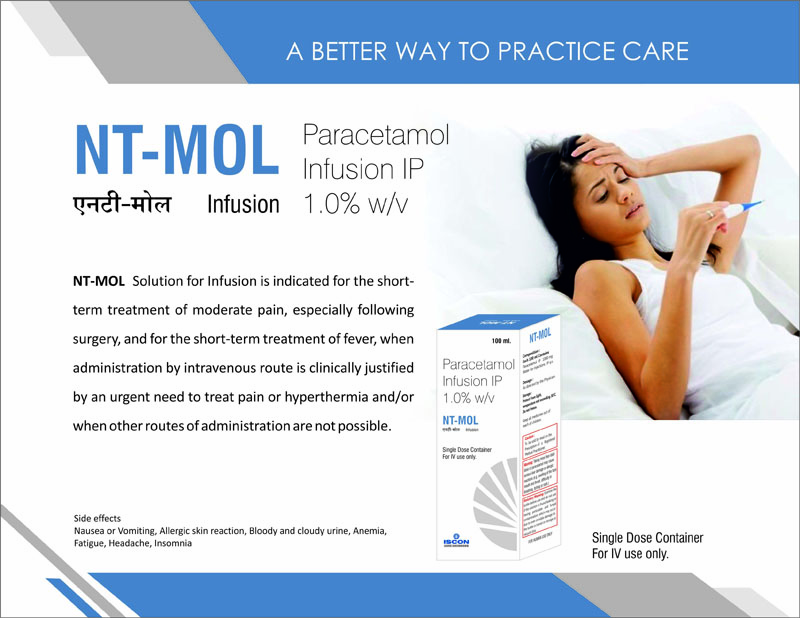 A BETTER WAY TO PRACTICE CARE
NT-MOL
एनटी-मोल Infusion
Paracetamol
Infusion IP
1.0% w/v
NT-MOL Solution for Infusion is indicated for the short-
term treatment of moderate pain, especially following
surgery, and for the short-term treatment of fever, when
administration by intravenous route is clinically justified
by an urgent need to treat pain or hyperthermia and/or
when other routes of administration are not possible.
Side effects
Nausea or Vomiting, Allergic skin reaction, Bloody and cloudy urine, Anemia,
Fatigue, Headache, Insomnia
NT-MOL
100 ml.
Paracetamol
Infusion IP
1.0% w/v
NT-MOL
एनटी-मोल Infusion
Single Dose Container
For IV use only.
ISCON
NT-MOL
Single Dose Container
For IV use only.